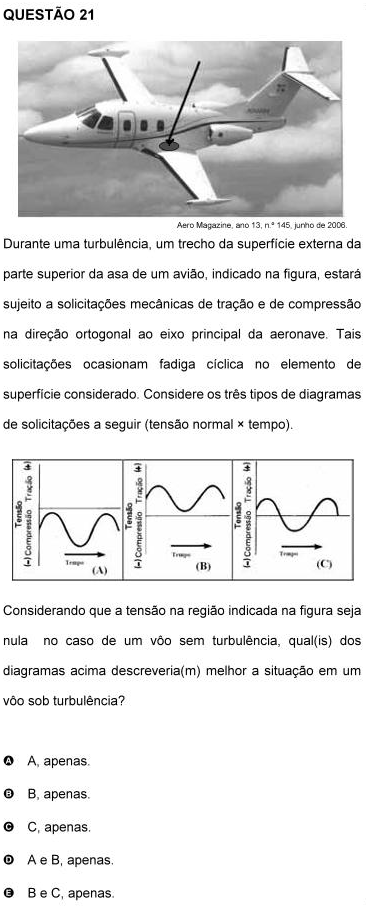 QUESTÃO 21
Aero Magazine, ano 13, n.º 145, junho de 2006.
Durante uma turbulência, um trecho da superfície externa da
parte superior da asa de um avião, indicado na figura, estará
sujeito a solicitações mecânicas de tração e de compressão
na direção ortogonal ao eixo principal da aeronave. Tais
solicitações ocasionam fadiga cíclica no elemento de
superfície considerado. Considere os três tipos de diagramas
de solicitações a seguir (tensão normal × tempo).
Tensão
(-) Compressão Tração (+)
Tempo
(A)
Tensão
(-) Compressão Tração (+)
Tempo
(B)
Tensão
(-) Compressão Tração (+)
Tempo
(C)
Considerando que a tensão na região indicada na figura seja
nula no caso de um vôo sem turbulência, qual(is) dos
diagramas acima descreveria(m) melhor a situação em um
vôo sob turbulência?
A A, apenas.
B B, apenas.
C C, apenas.
D A e B, apenas.
E B e C, apenas.